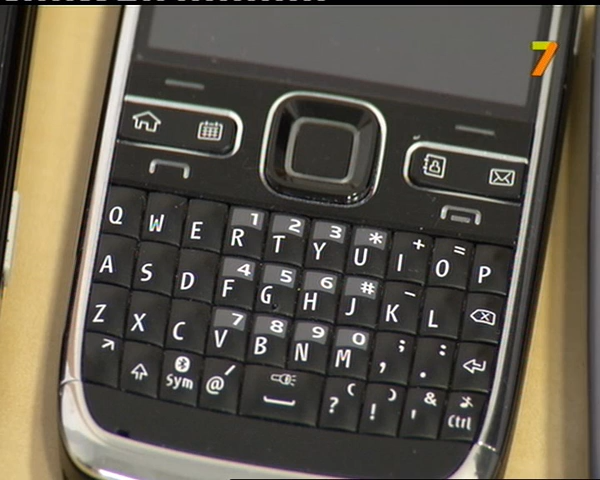 7
Q W E R 1 T 2 Y 3 U * I + O = P
A S D F 4 G 5 H 6 J # K - L
Z X C V 7 B 8 N 9 M 0 , ; . :
Sym @ / ? ( ! ) , & Ctrl